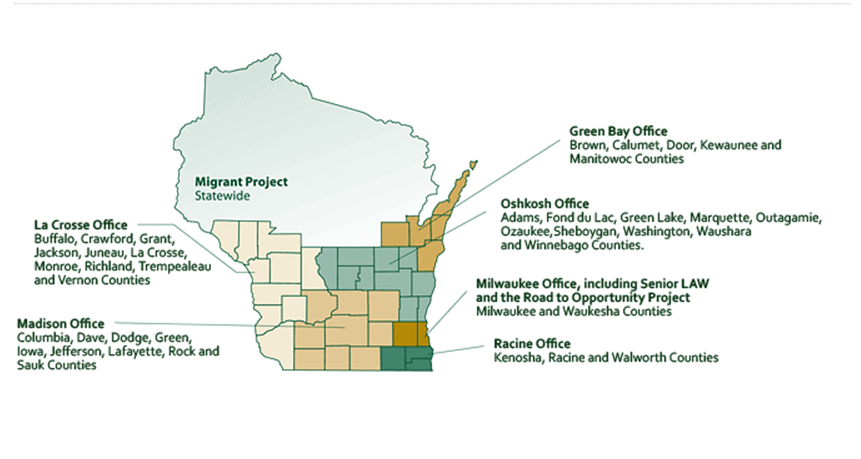 Migrant Project
Statewide
La Crosse Office
Buffalo, Crawford, Grant,
Jackson, Juneau, La Crosse,
Monroe, Richland, Trempealeau
and Vernon Counties
Madison Office
Columbia, Dave, Dodge, Green,
Iowa, Jefferson, Lafayette, Rock and
Sauk Counties
Green Bay Office
Brown, Calumet, Door, Kewaunee and
Manitowoc Counties
Oshkosh Office
Adams, Fond du Lac, Green Lake, Marquette, Outagamie,
Ozaukee,Sheboygan, Washington, Waushara
and Winnebago Counties.
Milwaukee Office, including Senior LAW
and the Road to Opportunity Project
Milwaukee and Waukesha Counties
Racine Office
Kenosha, Racine and Walworth Counties